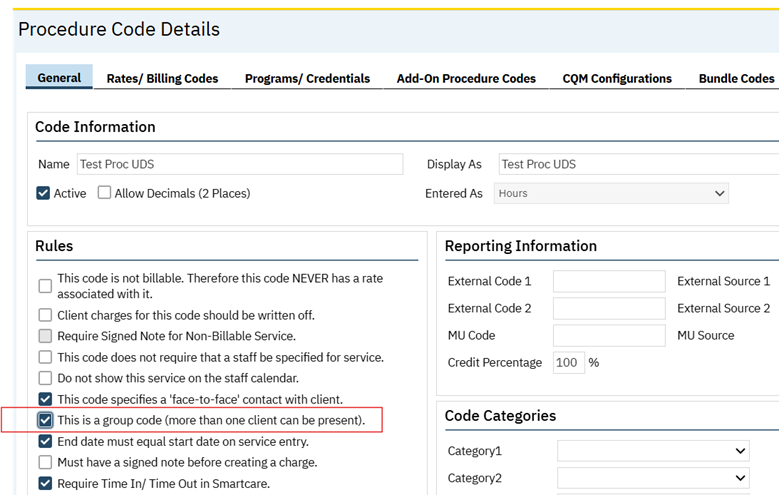 Procedure Code Details
General Rates/ Billing Codes Programs/ Credentials Add-On Procedure Codes CQM Configurations Bundle Codes
Code Information
Name Test Proc UDS Display As Test Proc UDS
Active Allow Decimals (2 Places) Entered As Hours
Rules
This code is not billable. Therefore this code NEVER has a rate
associated with it.
Client charges for this code should be written off.
Require Signed Note for Non-Billable Service.
This code does not require that a staff be specified for service.
Do not show this service on the staff calendar.
This code specifies a 'face-to-face' contact with client.
This is a group code (more than one client can be present).
End date must equal start date on service entry.
Must have a signed note before creating a charge.
Require Time In/ Time Out in Smartcare.
Reporting Information
External Code 1 External Source 1
External Code 2 External Source 2
MU Code MU Source
Credit Percentage 100 %
Code Categories
Category1
Category2